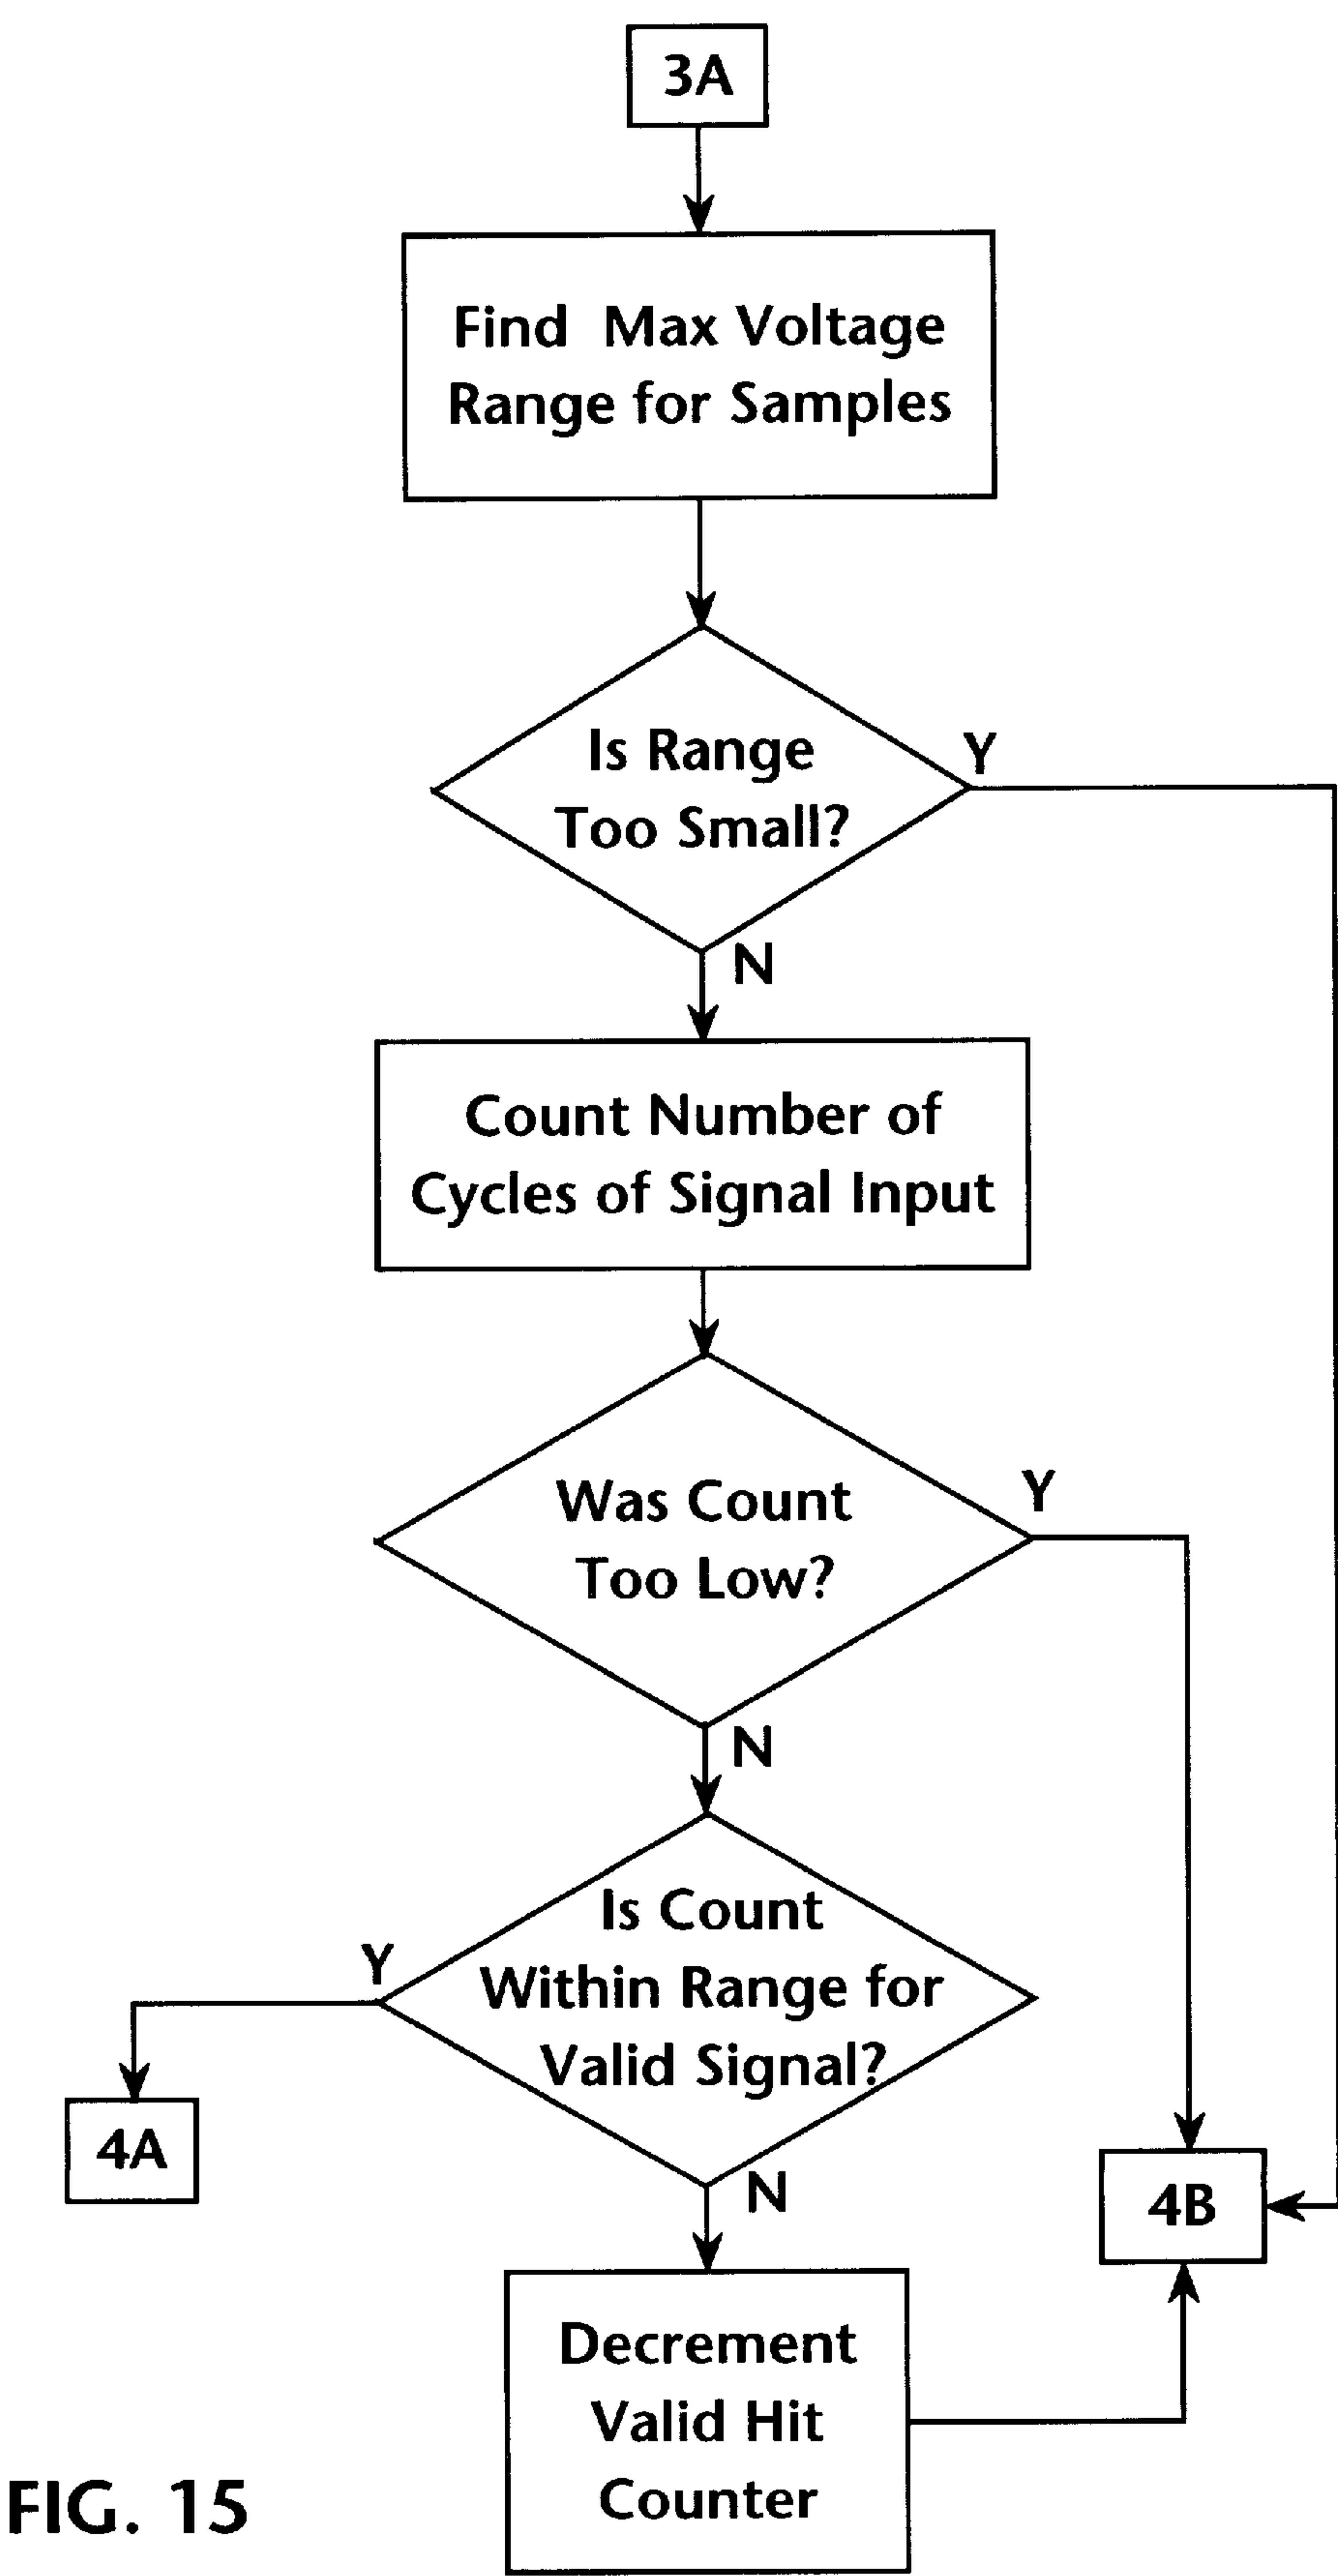 3A
Find Max Voltage
Range for Samples
Is Range
Too Small?
Y
N
Count Number of
Cycles of Signal Input
Was Count
Too Low?
Y
N
Is Count
Within Range for
Valid Signal?
Y
4A
N
4B
Decrement
Valid Hit
Counter
FIG. 15